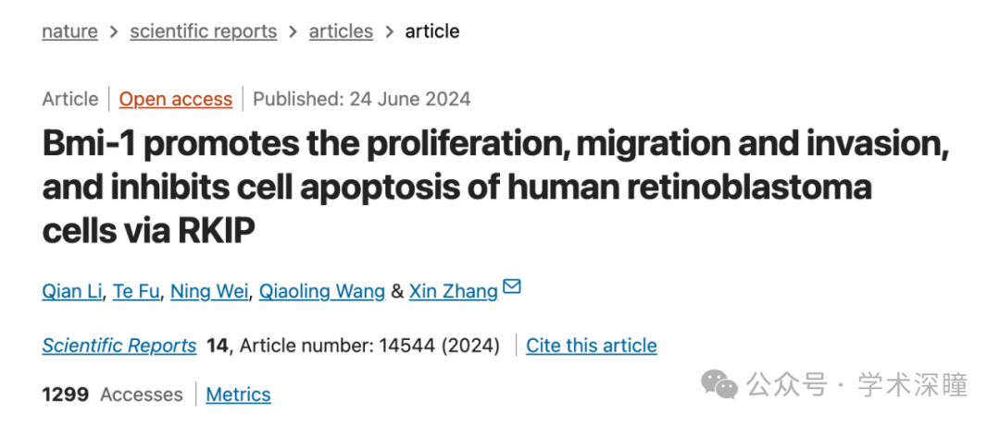 nature > scientific reports > articles > article
Article | Open access | Published: 24 June 2024
Bmi-1 promotes the proliferation, migration and invasion,
and inhibits cell apoptosis of human retinoblastoma
cells via RKIP
Qian Li, Te Fu, Ning Wei, Qiaoling Wang & Xin Zhang
Scientific Reports 14, Article number: 14544 (2024) | Cite this article
1299 Accesses | Metrics
公众号 · 学术深瞳